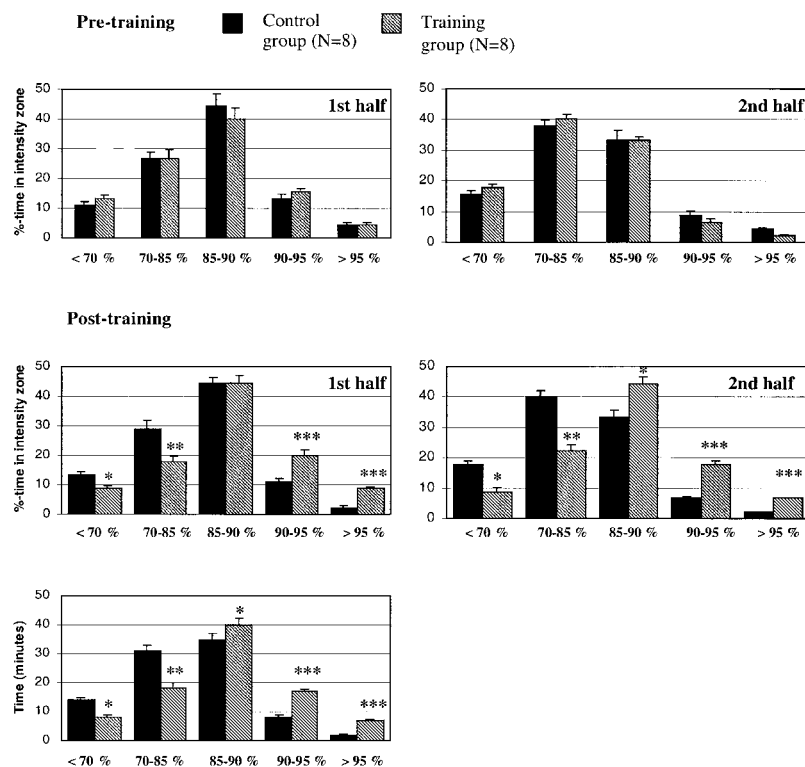 Pre-training
Control
group (N=8)
Training
group (N=8)
%-time in intensity zone
50
40
30
20
10
0
1st half
< 70 %
70-85 %
85-90 %
90-95 %
> 95 %
50
40
30
20
10
0
2nd half
< 70 %
70-85 %
85-90 %
90-95 %
> 95 %
Post-training
%-time in intensity zone
50
40
30
20
10
0
1st half
*
**
***
***
< 70 %
70-85 %
85-90 %
90-95 %
> 95 %
50
40
30
20
10
0
2nd half
*
**
*
***
***
< 70 %
70-85 %
85-90 %
90-95 %
> 95 %
Time (minutes)
50
40
30
20
10
0
*
**
*
***
***
< 70 %
70-85 %
85-90 %
90-95 %
> 95 %